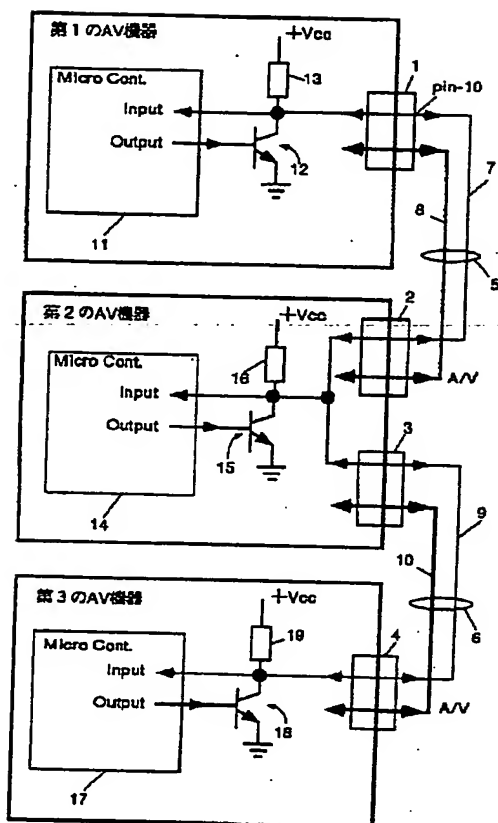 第1のAV機器
+Vcc
Micro Cont.
13
1
pin-10
Input
Output
12
7
8
11
5
第2のAV機器
+Vcc
2
Micro Cont.
16
Input
A/V
Output
3
15
14
9
10
第3のAV機器
+Vcc
6
Micro Cont.
19
4
Input
Output
A/V
18
17